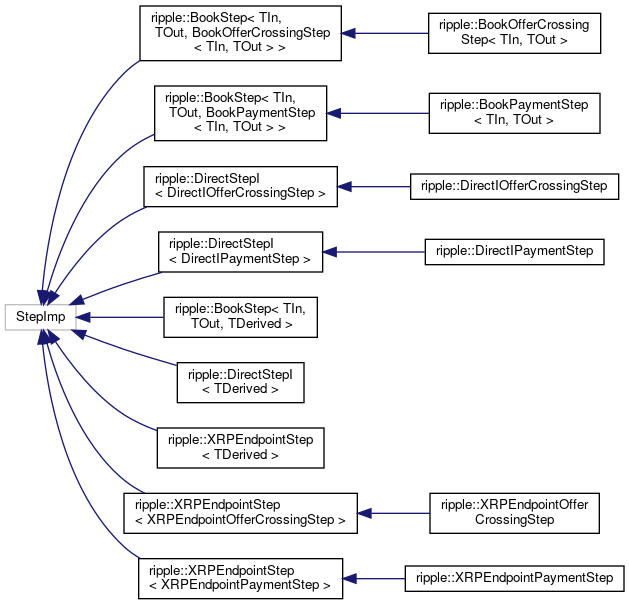 ripple::BookStep< TIn,
TOut, BookOfferCrossingStep
< TIn, TOut > >
ripple::BookOfferCrossing
Step< TIn, TOut >
ripple::BookStep< TIn,
TOut, BookPaymentStep
< TIn, TOut > >
ripple::BookPaymentStep
< TIn, TOut >
ripple::DirectStepI
< DirectIOfferCrossingStep >
ripple::DirectIOfferCrossingStep
ripple::DirectStepI
< DirectIPaymentStep >
ripple::DirectIPaymentStep
StepImp
ripple::BookStep< TIn,
TOut, TDerived >
ripple::DirectStepI
< TDerived >
ripple::XRPEndpointStep
< TDerived >
ripple::XRPEndpointStep
< XRPEndpointOfferCrossingStep >
ripple::XRPEndpointOffer
CrossingStep
ripple::XRPEndpointStep
< XRPEndpointPaymentStep >
ripple::XRPEndpointPaymentStep